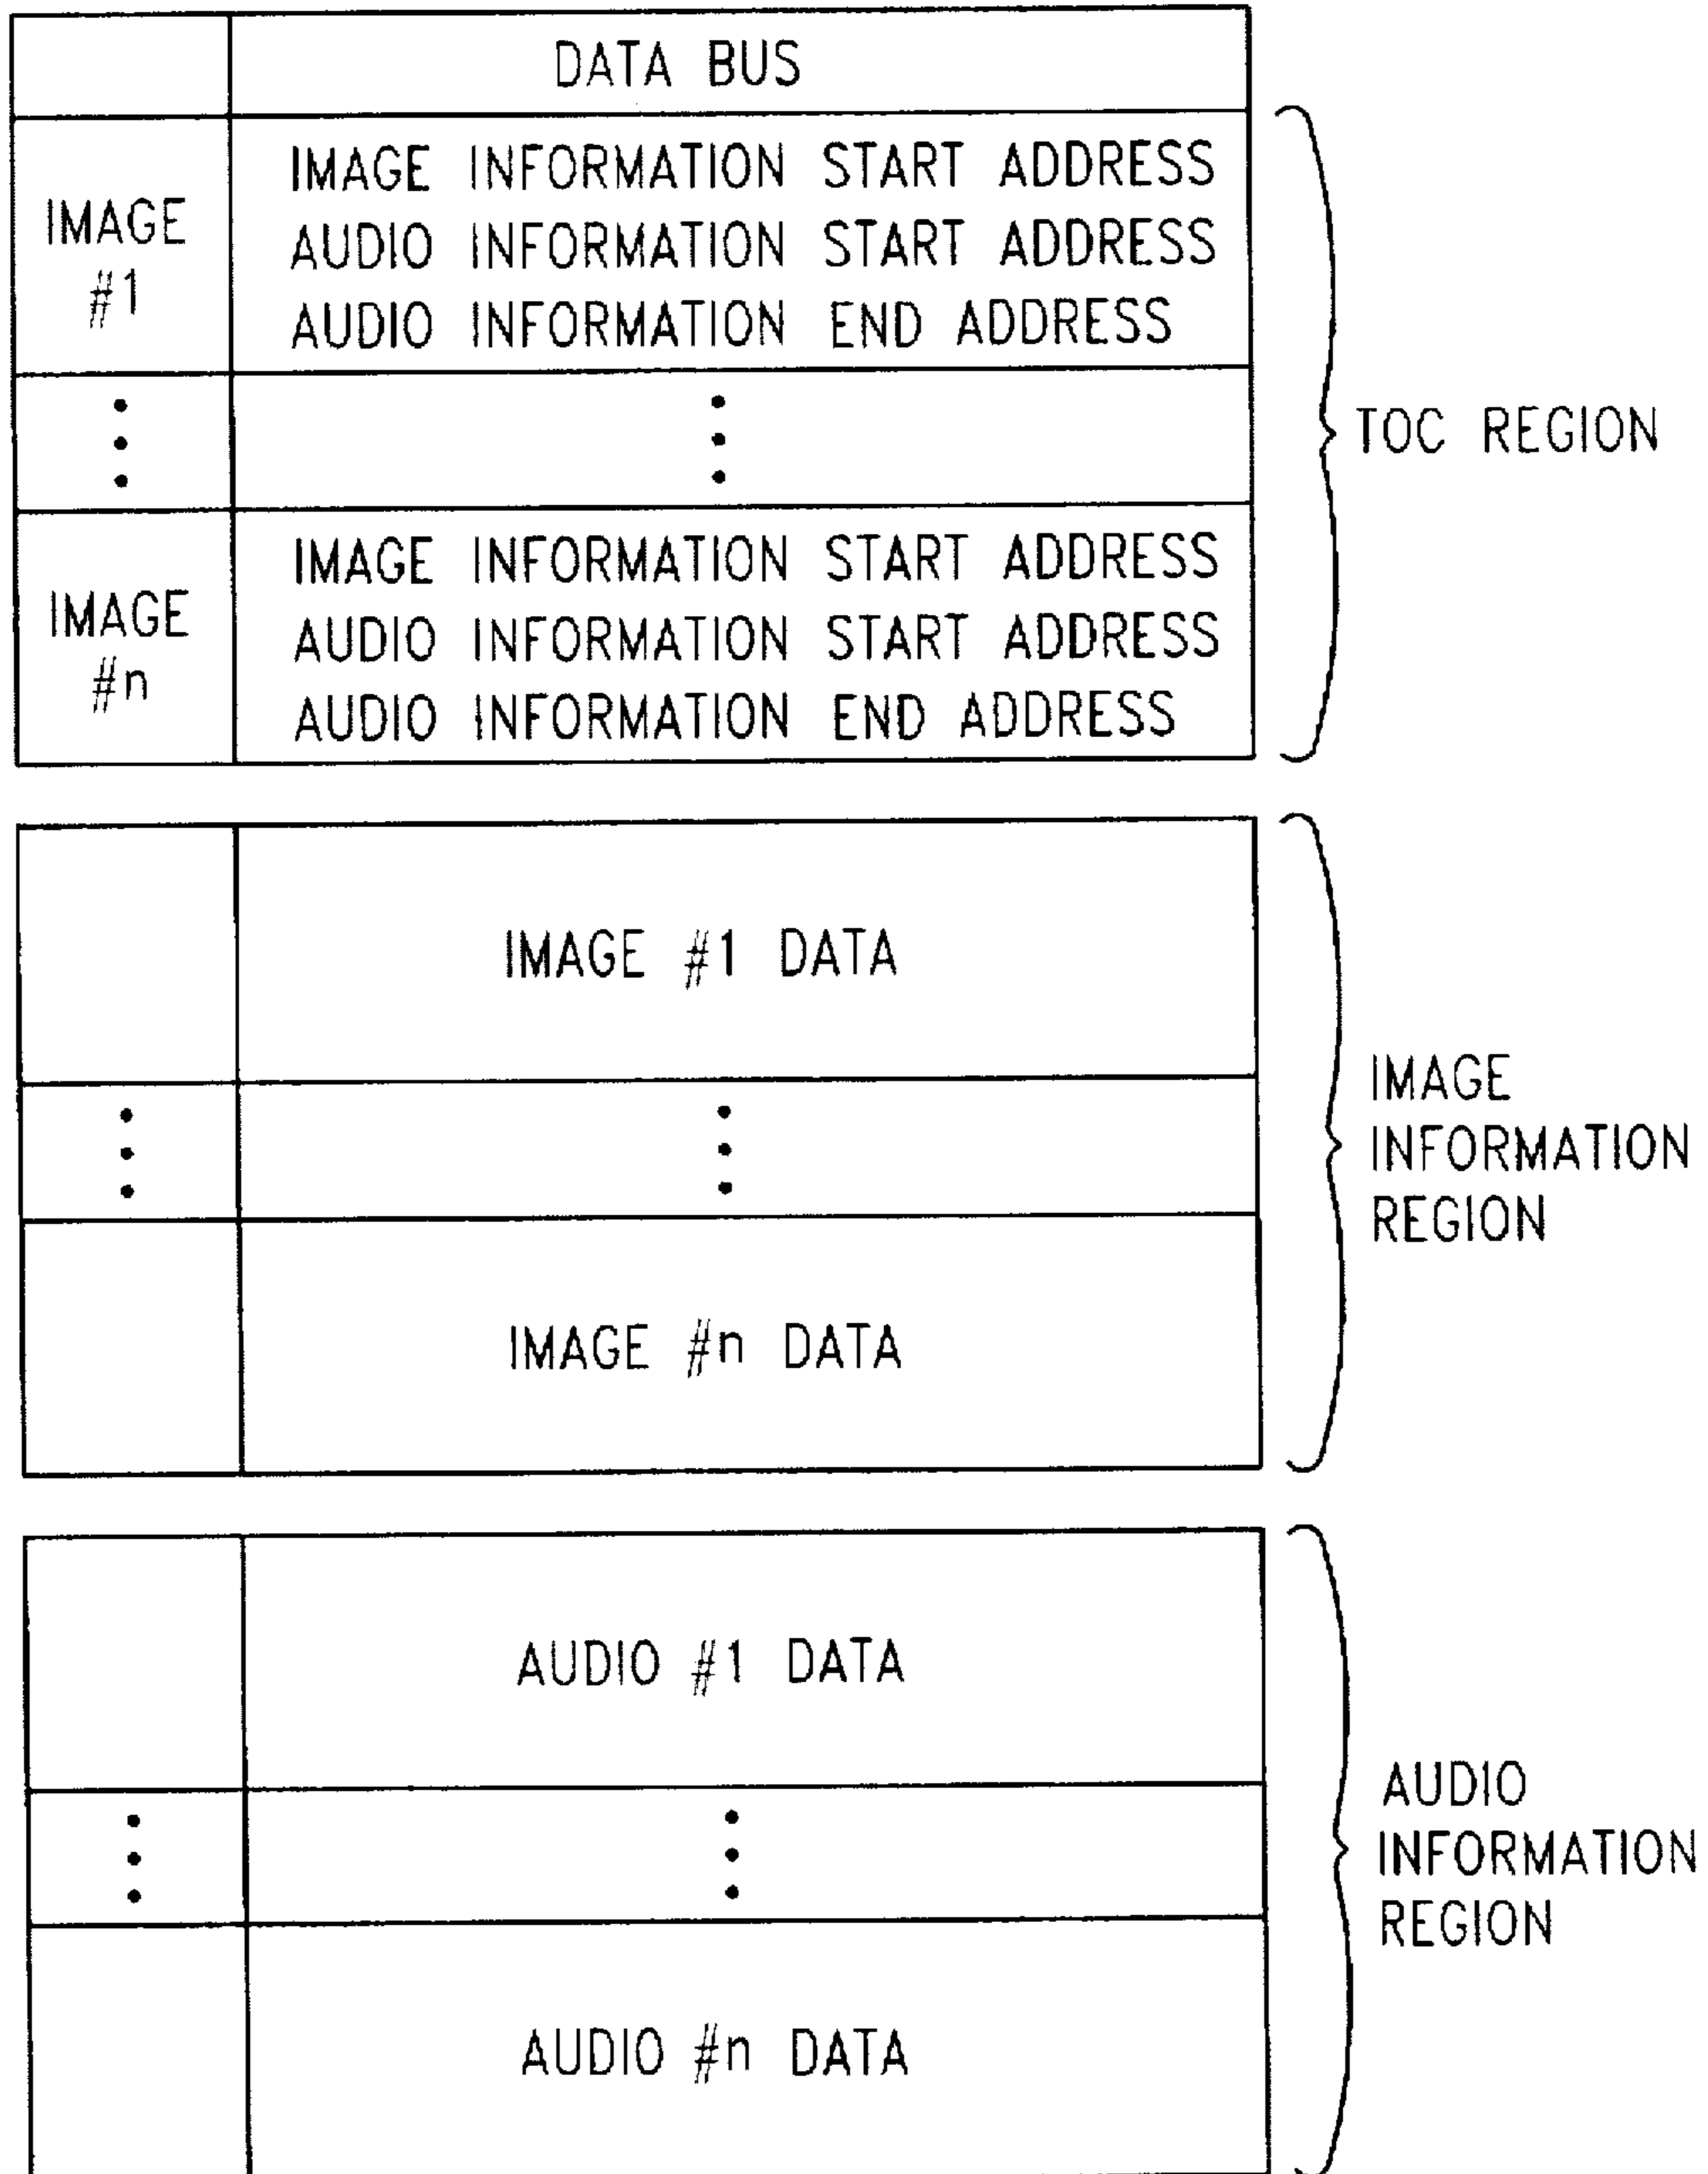 DATA BUS
IMAGE
#1
IMAGE INFORMATION START ADDRESS
AUDIO INFORMATION START ADDRESS
AUDIO INFORMATION END ADDRESS
TOC REGION
IMAGE
#n
IMAGE INFORMATION START ADDRESS
AUDIO INFORMATION START ADDRESS
AUDIO INFORMATION END ADDRESS
IMAGE #1 DATA
IMAGE
INFORMATION
REGION
IMAGE #n DATA
AUDIO #1 DATA
AUDIO
INFORMATION
REGION
AUDIO #n DATA